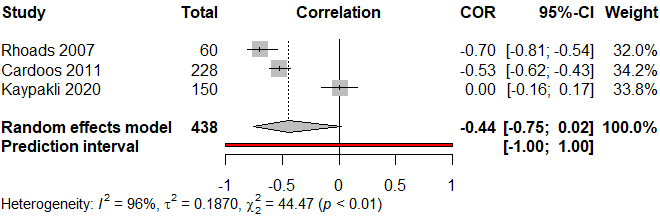 Study Total Correlation COR 95%-CI Weight
Rhoads 2007 60 -0.70 [-0.81; -0.54] 32.0%
Cardoos 2011 228 -0.53 [-0.62; -0.43] 34.2%
Kaypakli 2020 150 0.00 [-0.16; 0.17] 33.8%
Random effects model 438 -0.44 [-0.75; 0.02] 100.0%
Prediction interval [-1.00; 1.00]
-1 -0.5 0 0.5 1
Heterogeneity: I² = 96%, τ² = 0.1870, χ²₂ = 44.47 (p < 0.01)